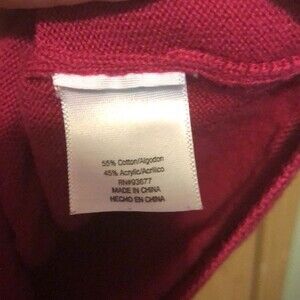 55% Cotton/Algodon
45% Acrylic/Acrilico
RN#93677
MADE IN CHINA
HECHO EN CHINA